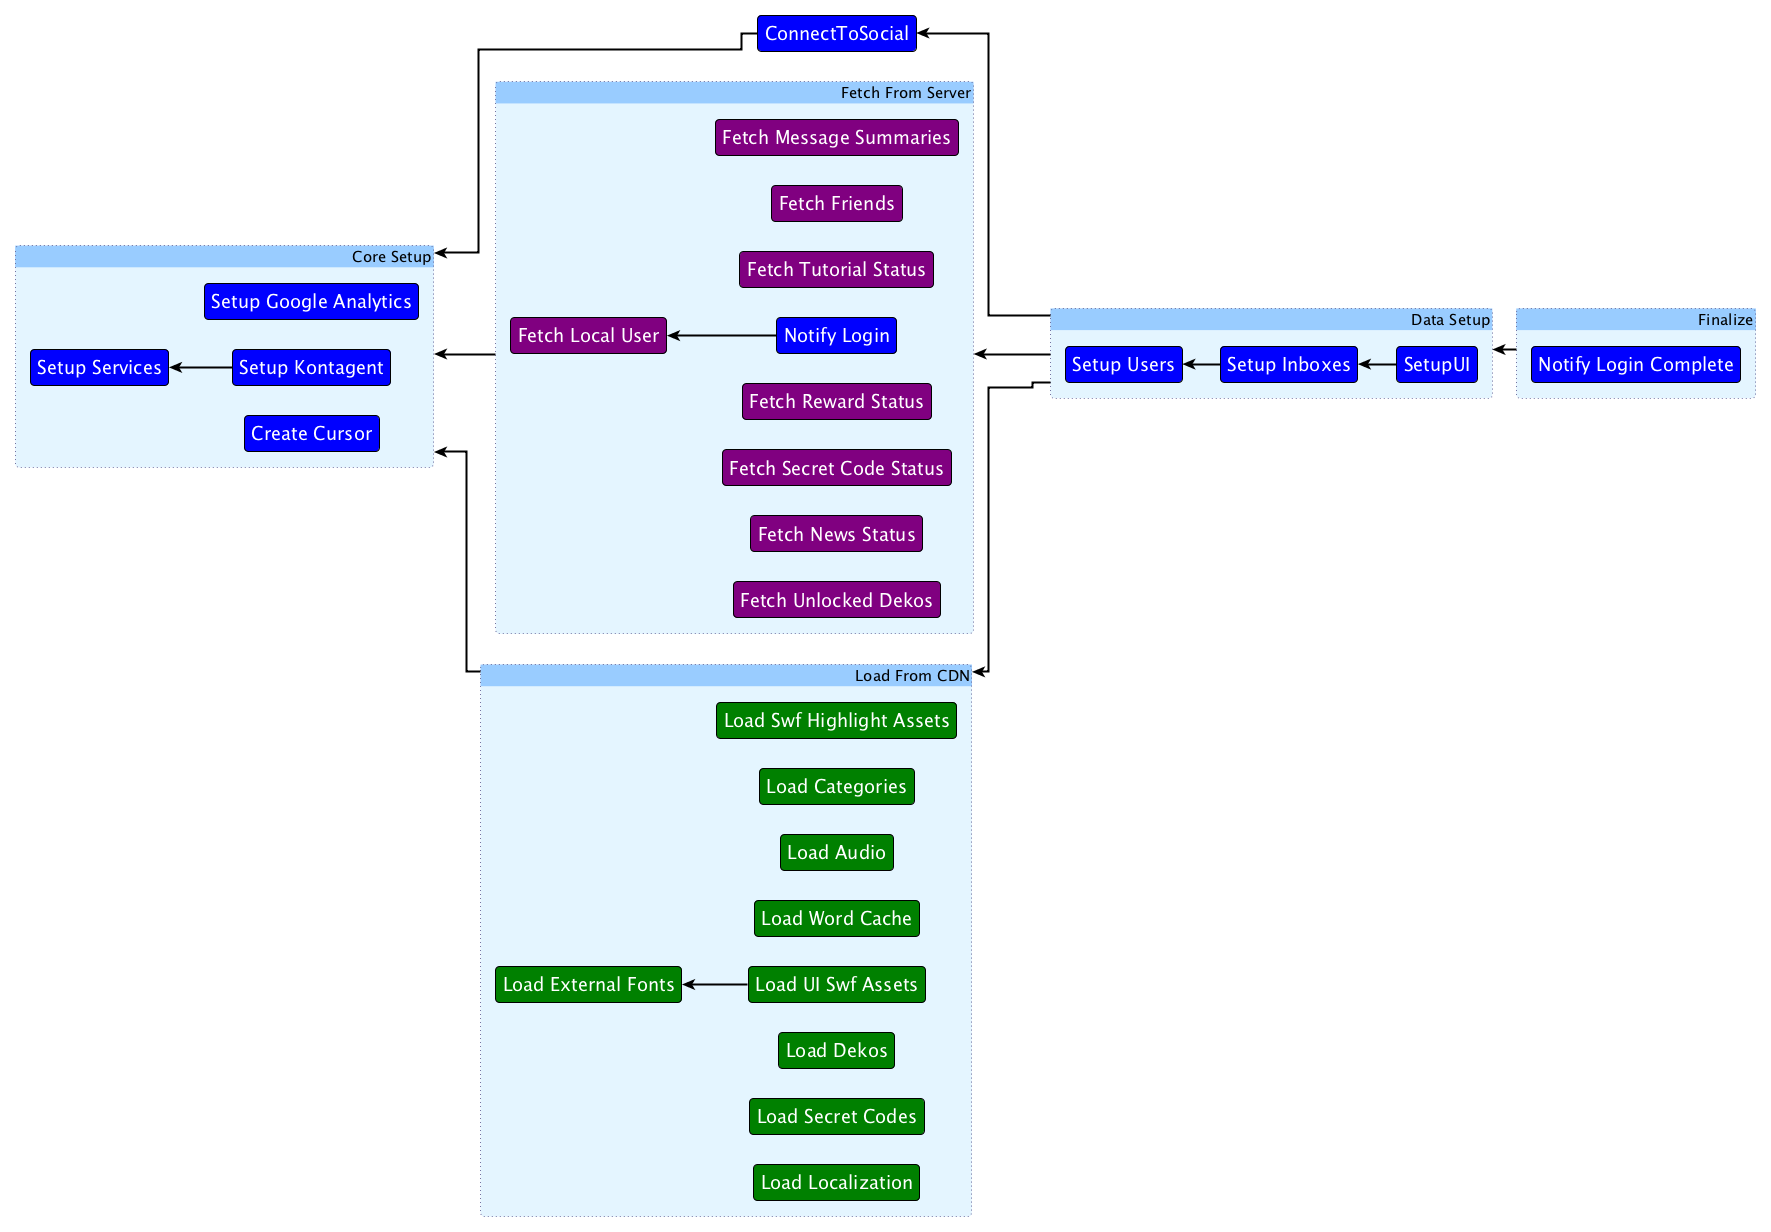 ConnectToSocial
Fetch From Server
Fetch Message Summaries
Fetch Friends
Fetch Tutorial Status
Fetch Local User
Notify Login
Fetch Reward Status
Fetch Secret Code Status
Fetch News Status
Fetch Unlocked Dekos
Core Setup
Setup Google Analytics
Setup Services
Setup Kontagent
Create Cursor
Data Setup
Setup Users
Setup Inboxes
SetupUI
Finalize
Notify Login Complete
Load From CDN
Load Swf Highlight Assets
Load Categories
Load Audio
Load Word Cache
Load External Fonts
Load UI Swf Assets
Load Dekos
Load Secret Codes
Load Localization